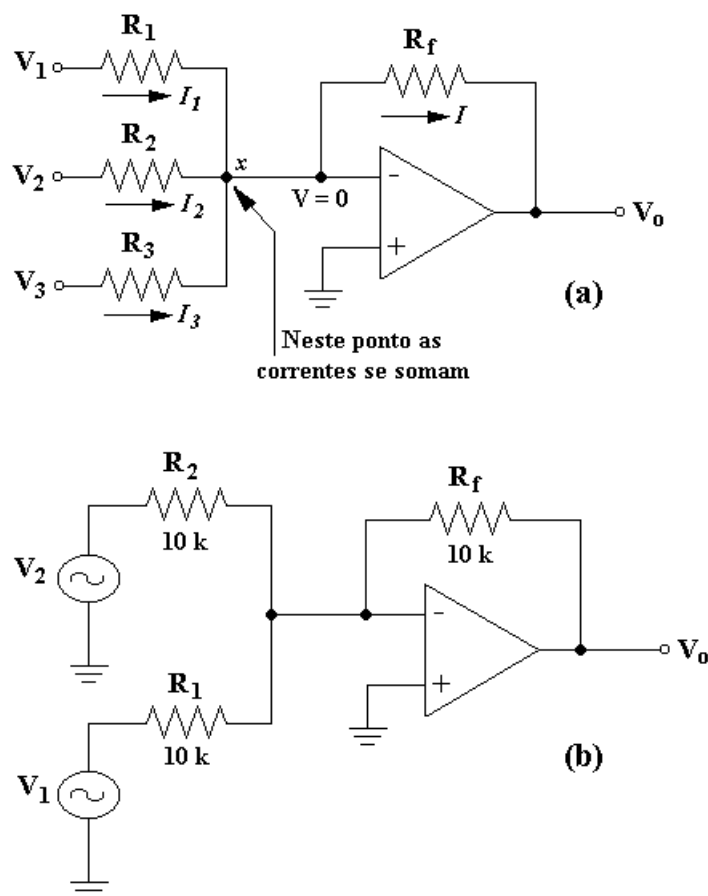 R1
Rf
V1
I1
I
R2
x
V2
-
V = 0
I2
Vo
R3
+
V3
(a)
I3
Neste ponto as
correntes se somam
R2
Rf
10 k
10 k
V2
-
Vo
R1
+
10 k
(b)
V1